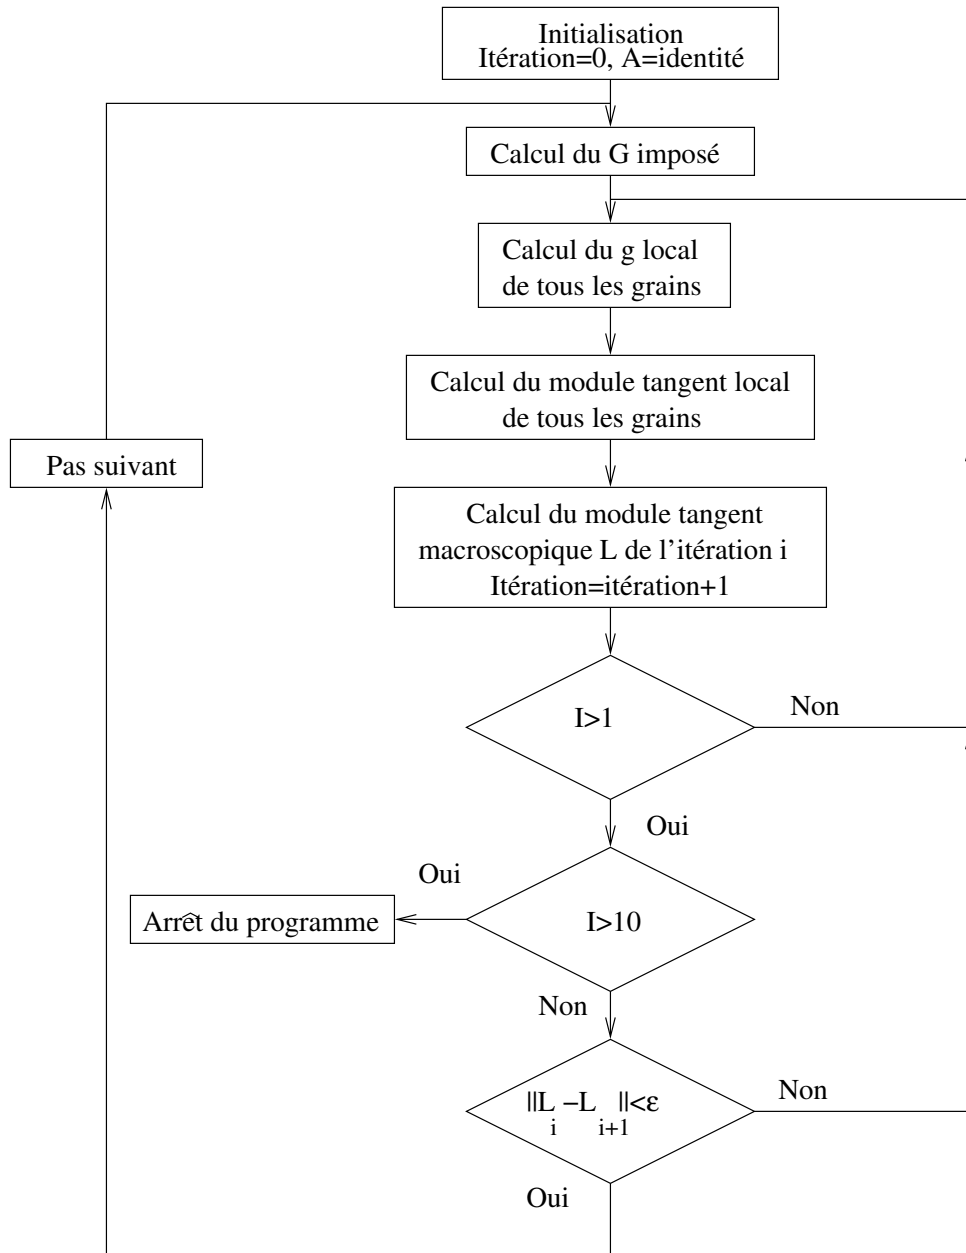 Initialisation
Itération=0, A=identité
Calcul du G imposé
Calcul du g local
de tous les grains
Calcul du module tangent local
de tous les grains
Pas suivant
Calcul du module tangent
macroscopique L de l'itération i
Itération=itération+1
I>1
Non
Oui
Oui
Arrêt du programme
I>10
Non
||L_i −L_{i+1} ||<ε
Non
Oui